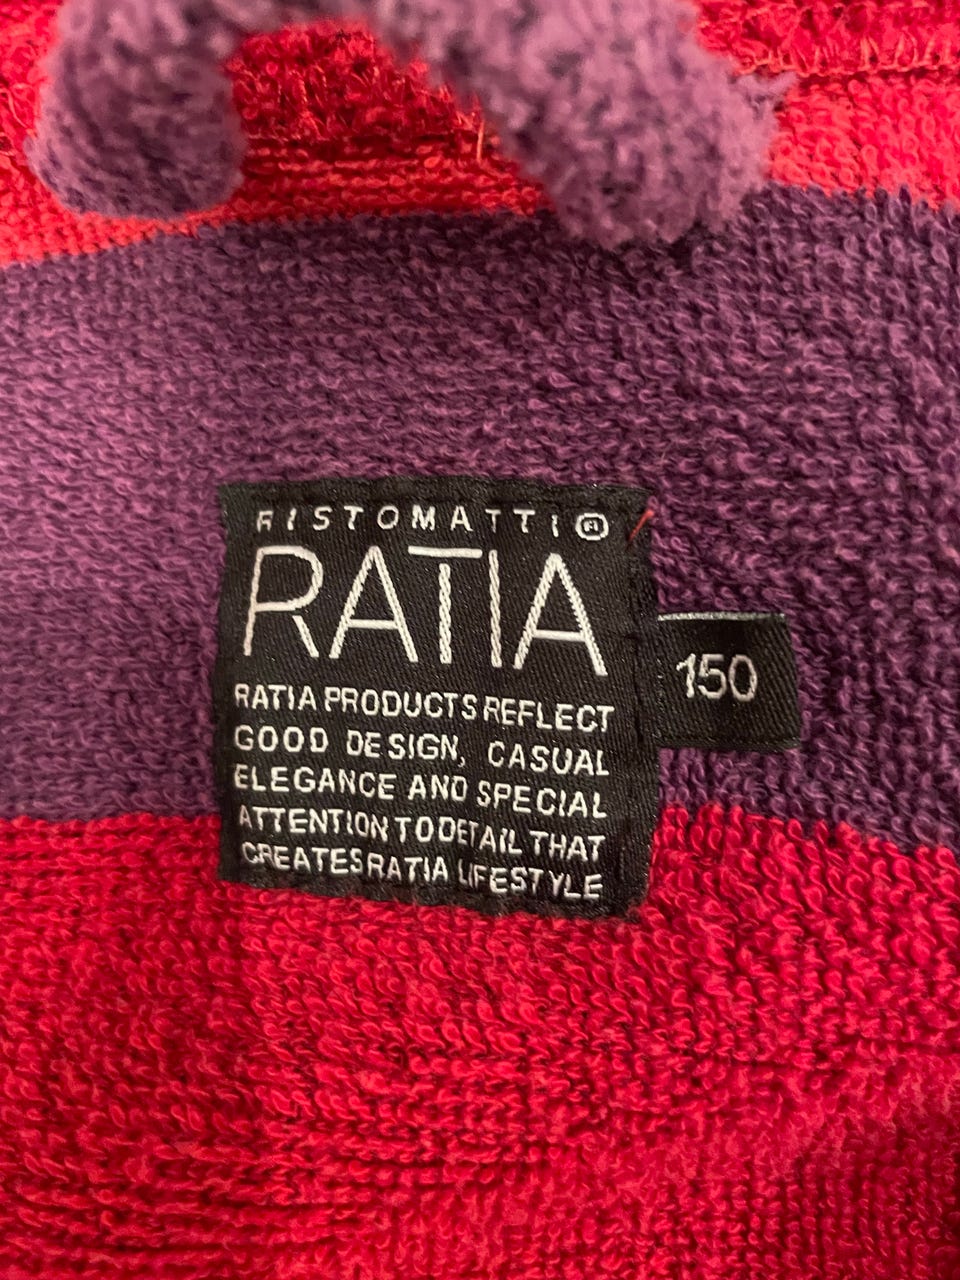 RISTOMATTI®
RATIA
RATIA PRODUCTS REFLECT
GOOD DESIGN, CASUAL
ELEGANCE AND SPECIAL
ATTENTION TO DETAIL THAT
CREATES RATIA LIFESTYLE
150